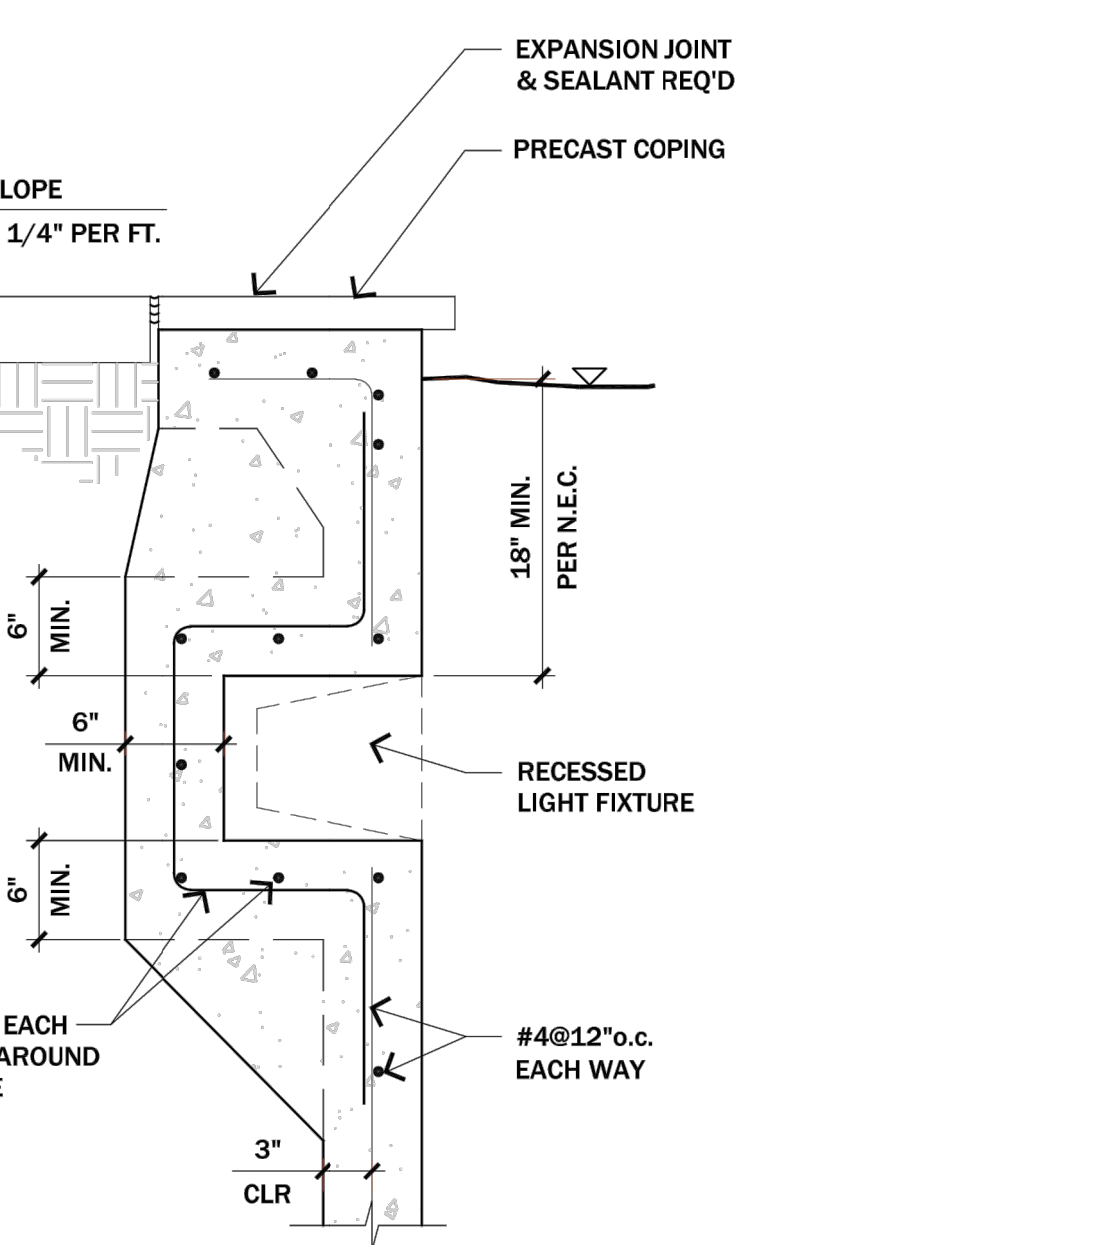 EXPANSION JOINT
& SEALANT REQ'D
PRECAST COPING
LOPE
1/4" PER FT.
18" MIN.
PER N.E.C.
6"
MIN.
6"
MIN.
RECESSED
LIGHT FIXTURE
6"
MIN.
EACH
AROUND
E
#4@12"o.c.
EACH WAY
3"
CLR